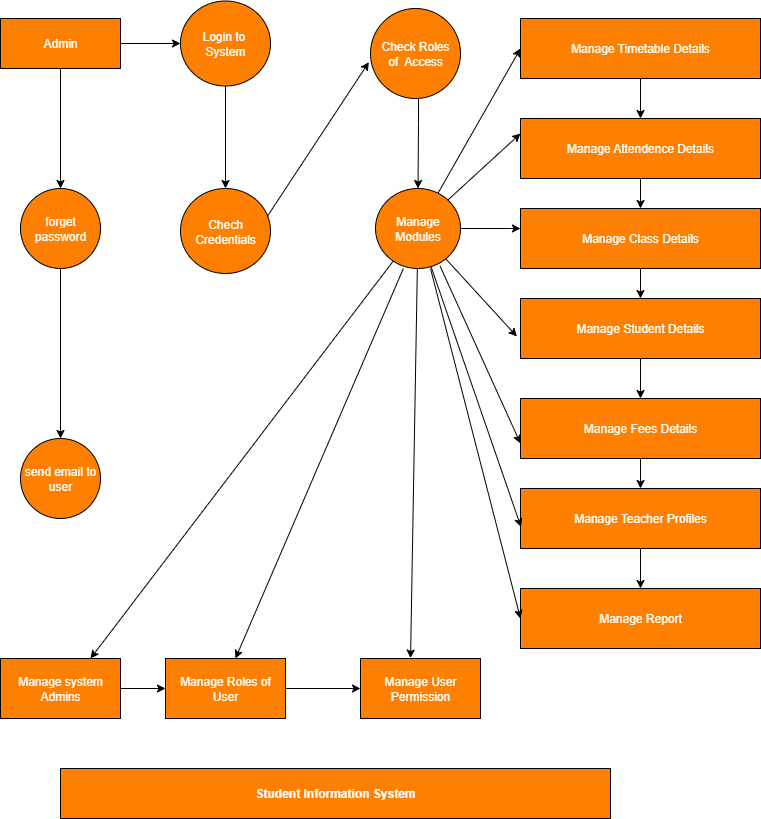 Admin
Login to
System
Check Roles
of Access
Manage Timetable Details
Manage Attendence Details
forget
password
Chech
Credentials
Manage
Modules
Manage Class Details
Manage Student Details
Manage Fees Details
send email to
user
Manage Teacher Profiles
Manage Report
Manage system
Admins
Manage Roles of
User
Manage User
Permission
Student Information System